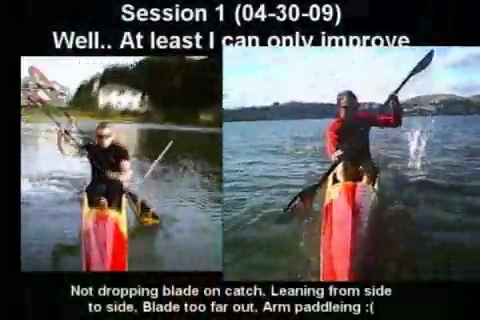 Session 1 (04-30-09)
Well.. At least I can only improve
Not dropping blade on catch. Leaning from side
to side. Blade too far out. Arm paddleing :(